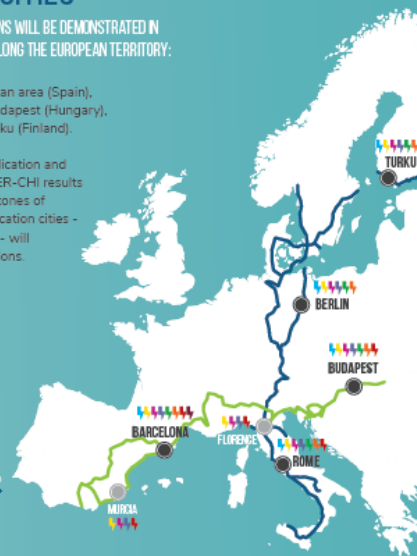 NS WILL BE DEMONSTRATED IN
LONG THE EUROPEAN TERRITORY:
an area (Spain),
dapest (Hungary),
ku (Finland).
lication and
ER-CHI results
tones of
cation cities -
- will
ons.
TURKU
BERLIN
BUDAPEST
BARCELONA
FLORENCE
ROME
MURCIA